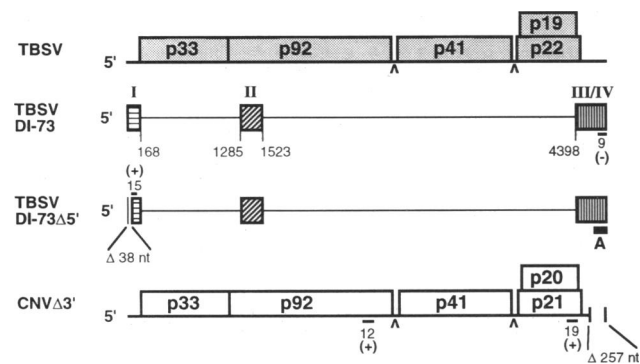 p19
TBSV 5' p33 p92 p41 p22
^ ^
I II III/IV
TBSV
DI-73 5'
168 1285 1523 4398 9
(-)
(+)
15
TBSV
DI-73Δ5' 5'
Δ 38 nt A
p20
CNVΔ3' 5' p33 p92 p41 p21
12 ^ ^ 19
(+) (+)
Δ 257 nt